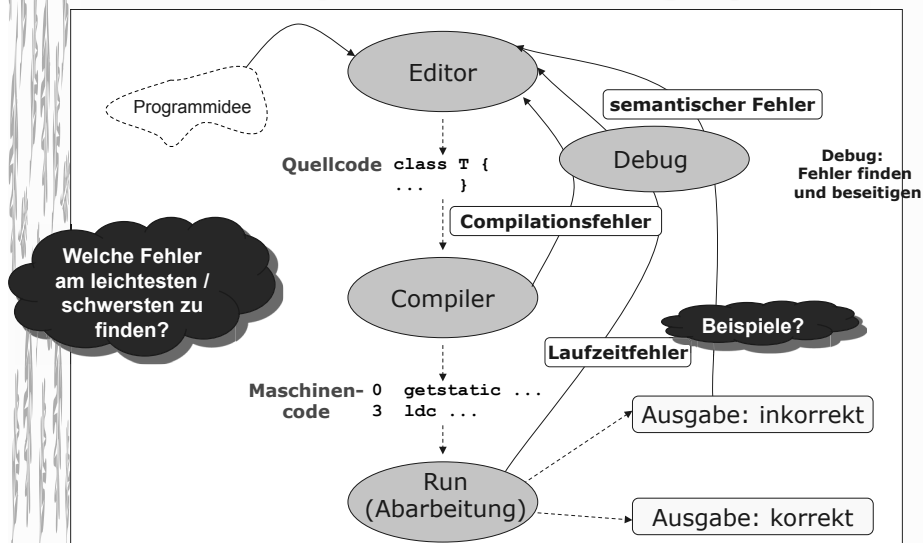 Editor
Programmidee
semantischer Fehler
Quellcode class T {
... }
Debug
Debug:
Fehler finden
und beseitigen
Compilationsfehler
Welche Fehler
am leichtesten /
schwersten zu
finden?
Compiler
Beispiele?
Laufzeitfehler
Maschinen- 0 getstatic ...
code 3 ldc ...
Ausgabe: inkorrekt
Run
(Abarbeitung)
Ausgabe: korrekt